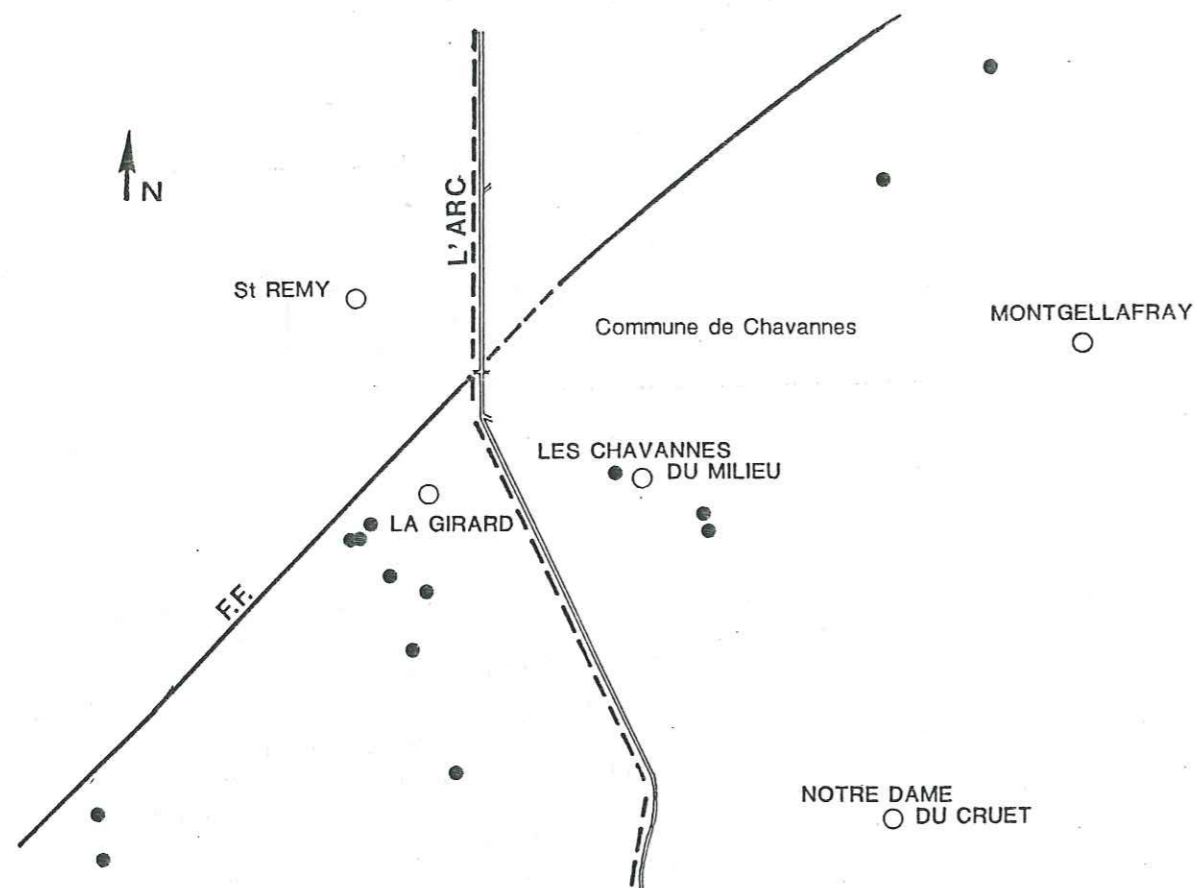 N
L'ARC
St REMY
Commune de Chavannes
MONTGELLAFRAY
LES CHAVANNES
DU MILIEU
LA GIRARD
F.F.
NOTRE DAME
DU CRUET